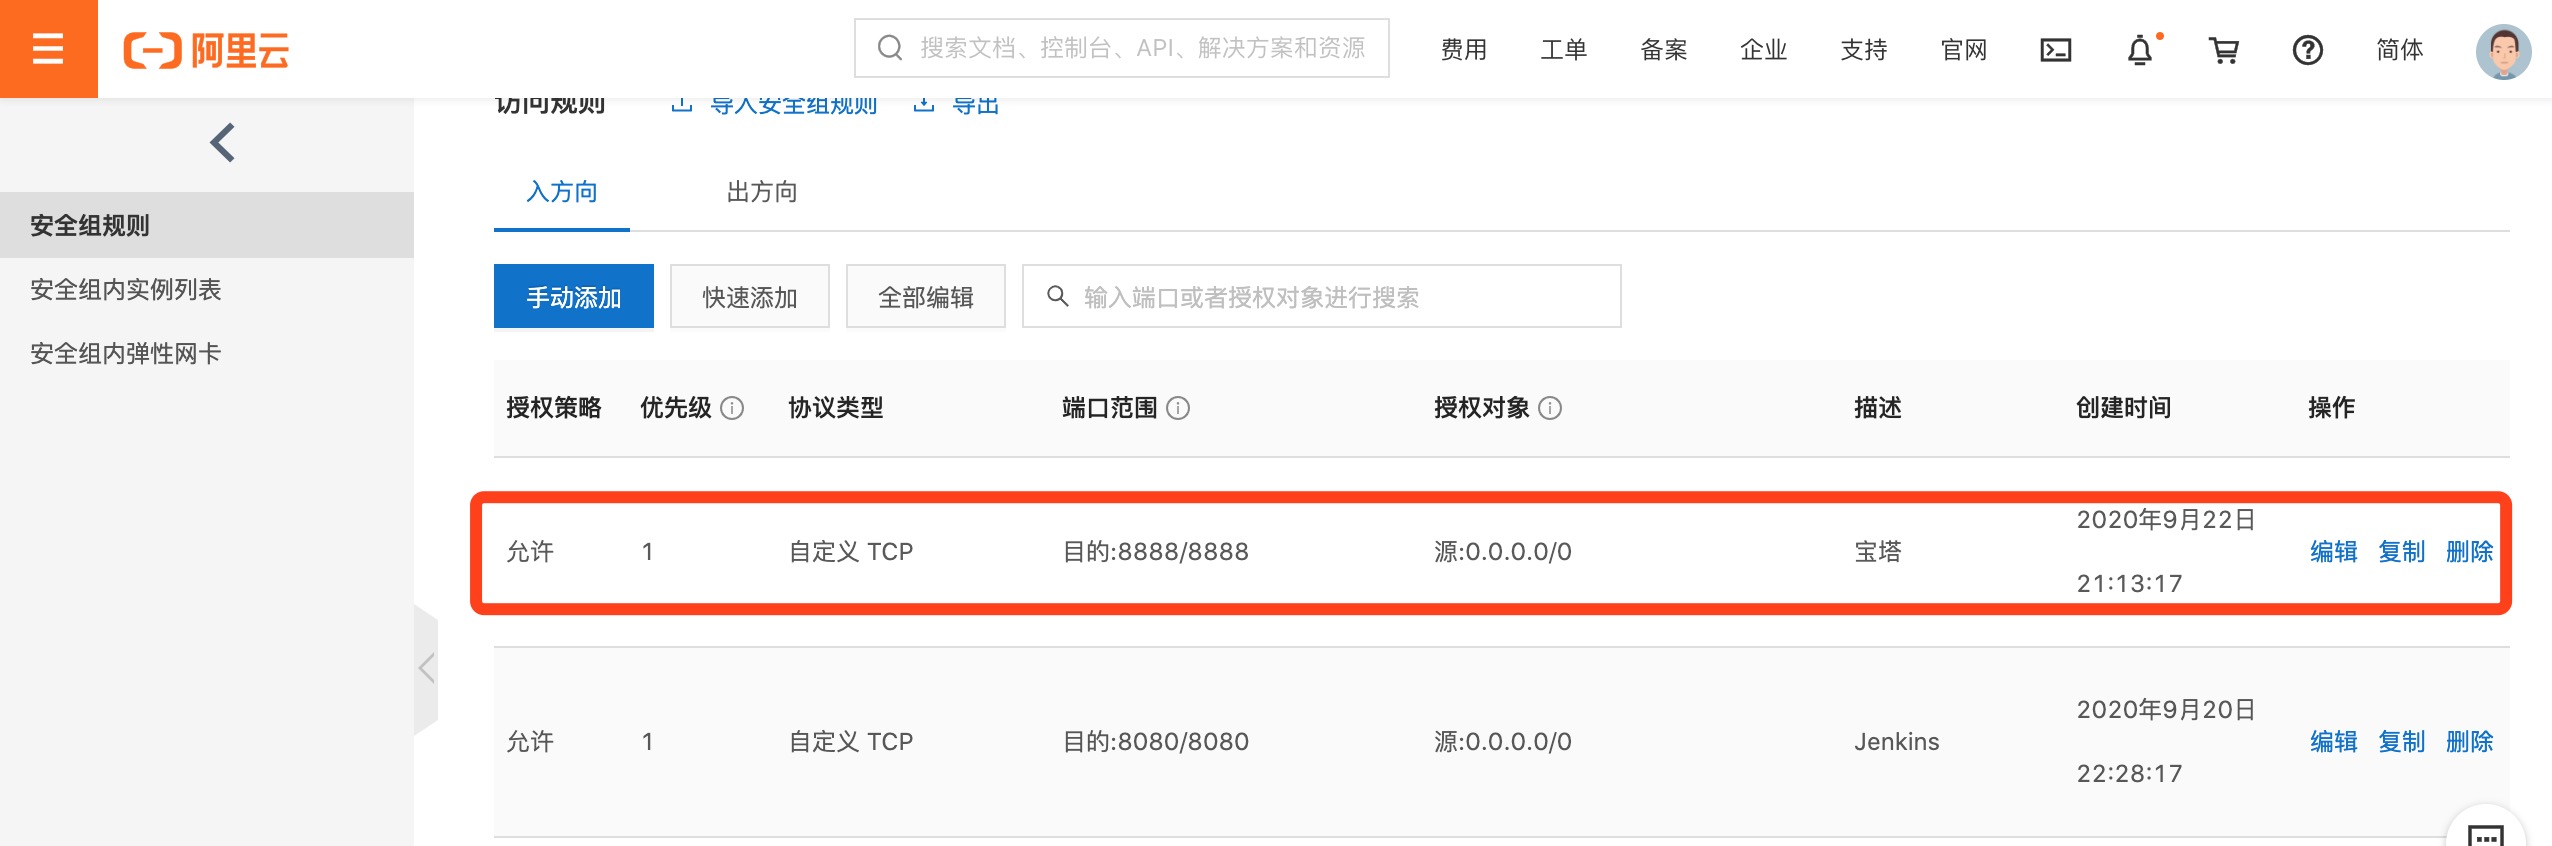 阿里云
搜索文档、控制台、API、解决方案和资源
费用 工单 备案 企业 支持 官网 简体
访问规则 导入安全组规则 导出
安全组规则
安全组内实例列表
安全组内弹性网卡
入方向 出方向
手动添加 快速添加 全部编辑 输入端口或者授权对象进行搜索
授权策略 优先级 协议类型 端口范围 授权对象 描述 创建时间 操作
允许 1 自定义 TCP 目的:8888/8888 源:0.0.0.0/0 宝塔 2020年9月22日 21:13:17 编辑 复制 删除
允许 1 自定义 TCP 目的:8080/8080 源:0.0.0.0/0 Jenkins 2020年9月20日 22:28:17 编辑 复制 删除